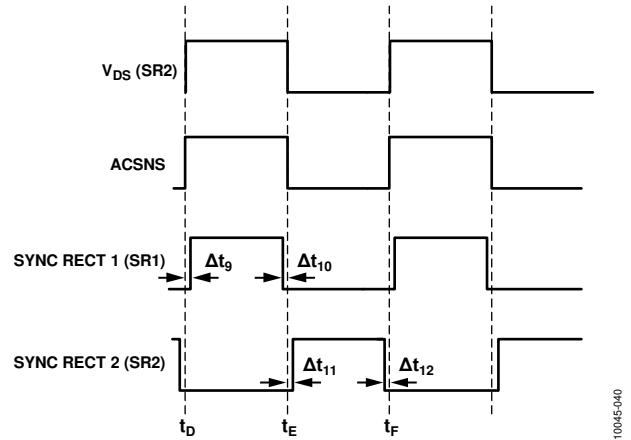 VDS (SR2)
ACSNS
SYNC RECT 1 (SR1)
Δt9
Δt10
SYNC RECT 2 (SR2)
Δt11
Δt12
tD
tE
tF
10045-040